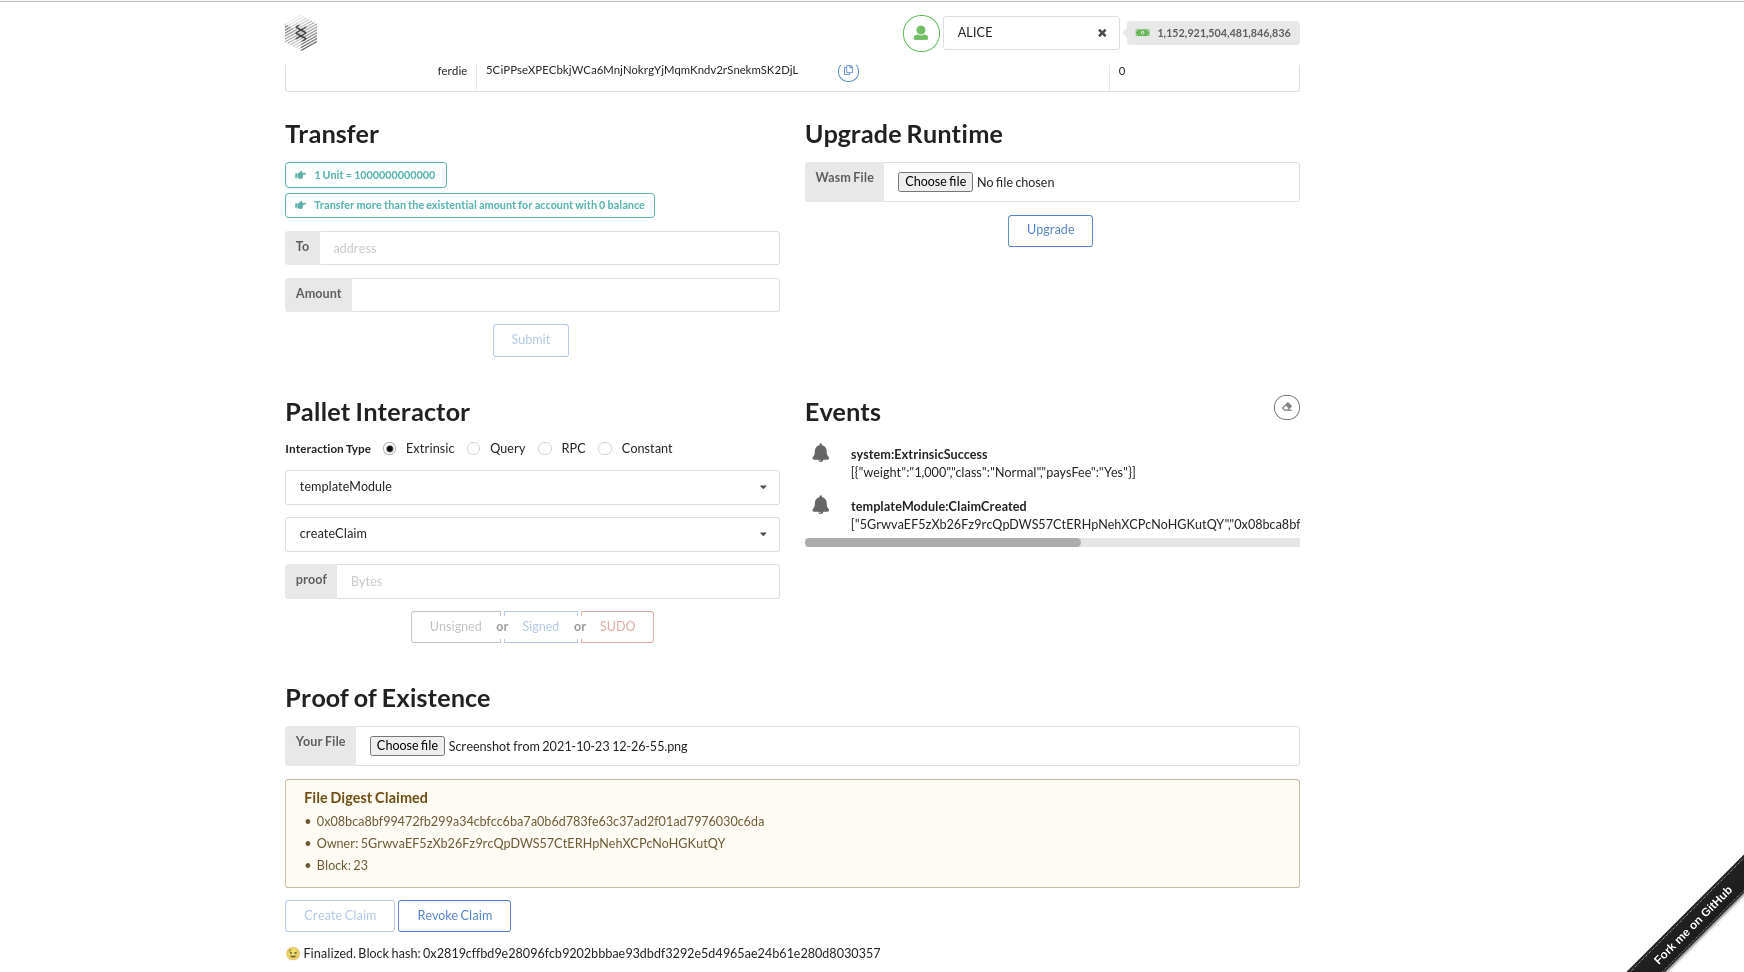 ALICE
1,152,921,504,481,846,836
ferdie 5CiPPseXPECbkjWCa6MnjNokrgYjMqmKndv2rSnekmSK2DjL 0
Transfer
1 Unit = 1000000000000
Transfer more than the existential amount for account with 0 balance
To address
Amount
Submit
Upgrade Runtime
Wasm File Choose file No file chosen
Upgrade
Pallet Interactor
Interaction Type Extrinsic Query RPC Constant
templateModule
createClaim
proof Bytes
Unsigned or Signed or SUDO
Events
system:ExtrinsicSuccess
[{"weight":"1,000","class":"Normal","paysFee":"Yes"}]
templateModule:ClaimCreated
["5GrwvaEF5zXb26Fz9rcQpDWS57CtERHpNehXCPcNoHGKutQY","0x08bca8bf
Proof of Existence
Your File Choose file Screenshot from 2021-10-23 12-26-55.png
File Digest Claimed
• 0x08bca8bf99472fb299a34cbfcc6ba7a0b6d783fe63c37ad2f01ad7976030c6da
• Owner: 5GrwvaEF5zXb26Fz9rcQpDWS57CtERHpNehXCPcNoHGKutQY
• Block: 23
Create Claim Revoke Claim
😉 Finalized. Block hash: 0x2819cffbd9e28096fcb9202bbbae93dbdf3292e5d4965ae24b61e280d8030357
Fork me on GitHub